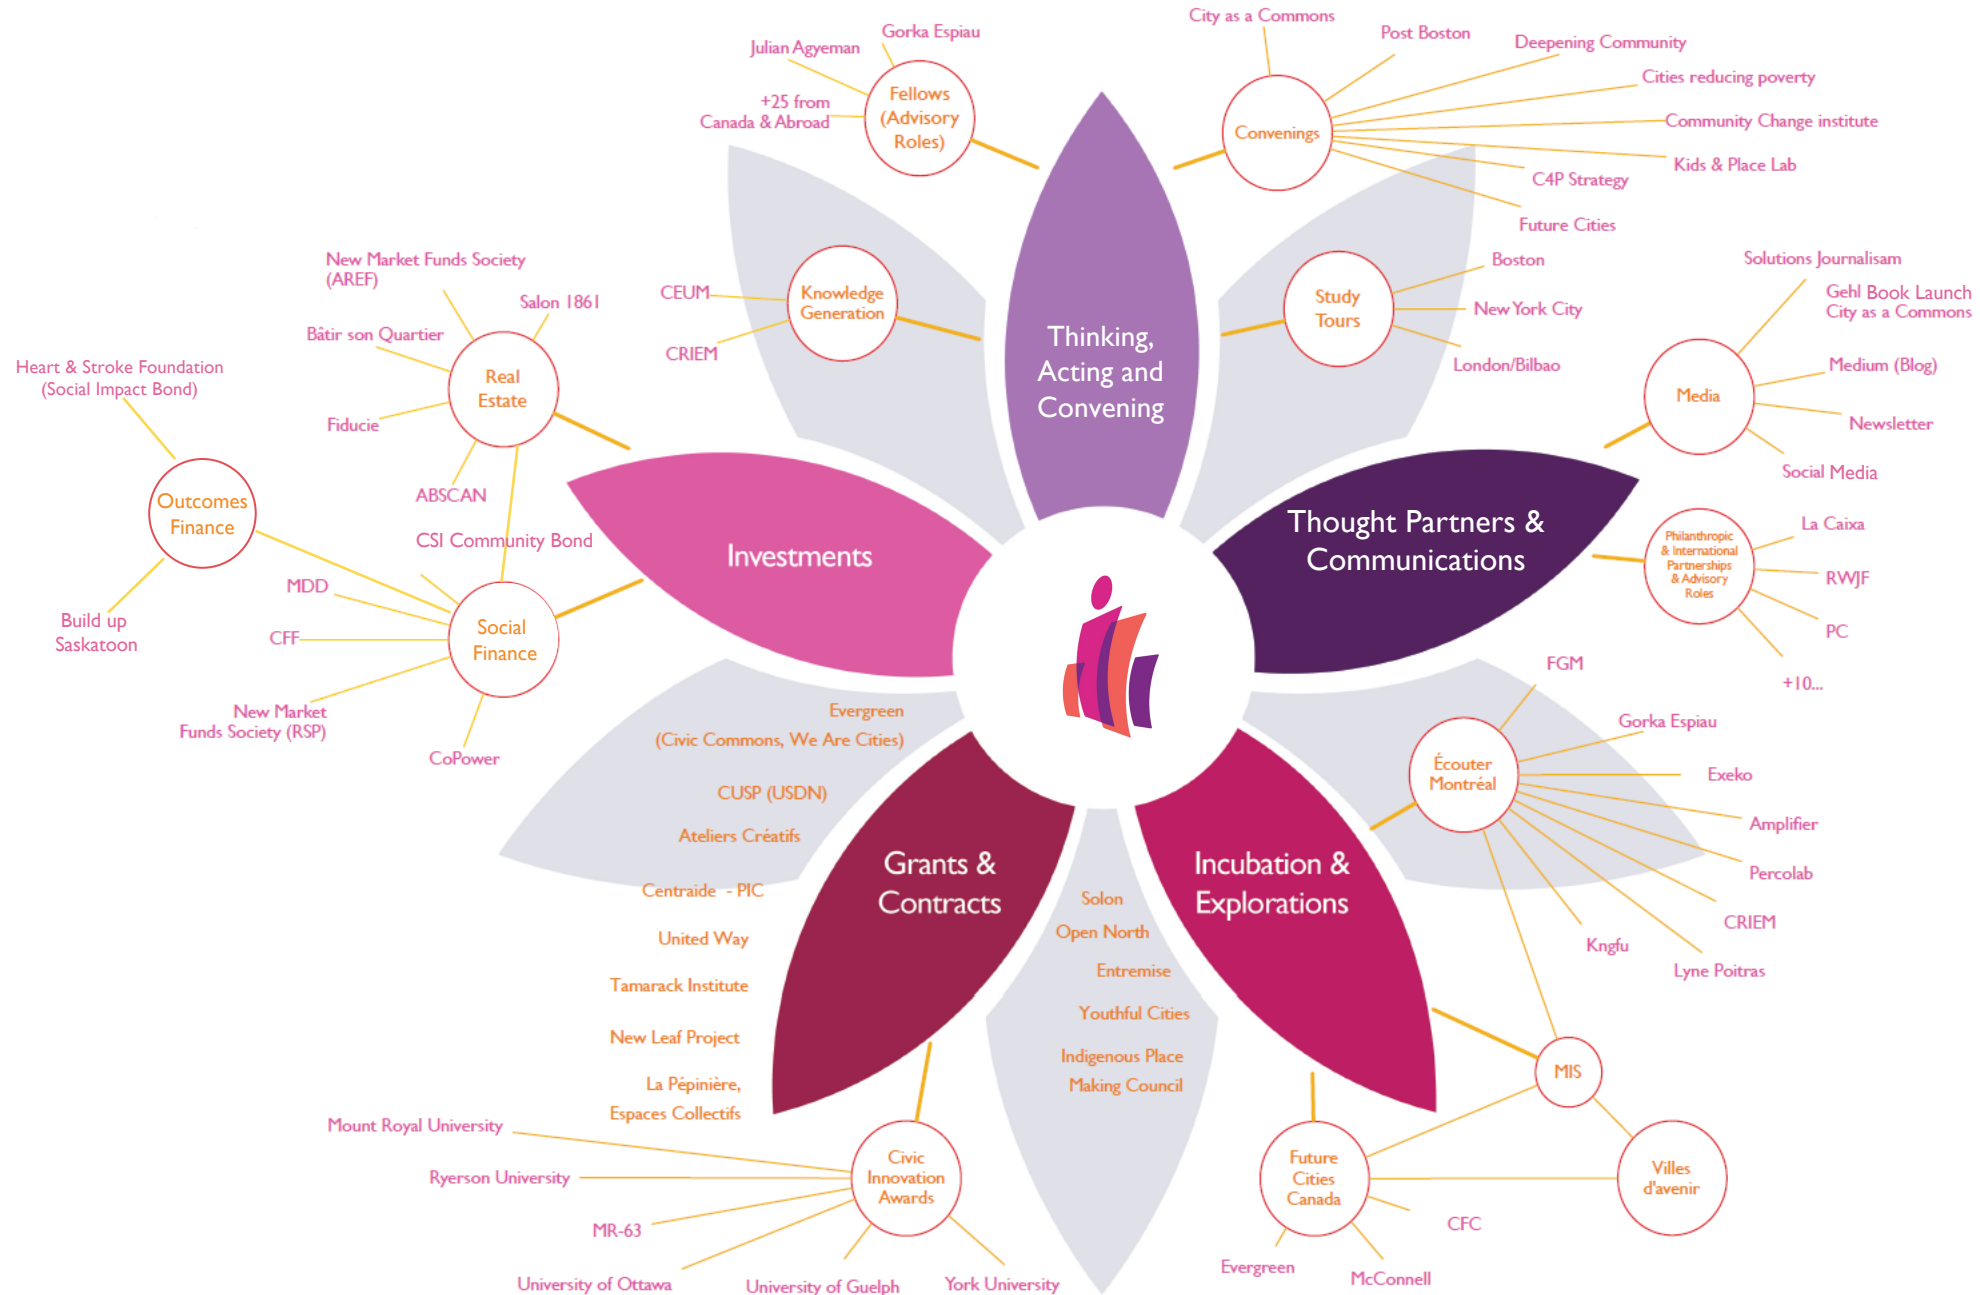 City as a Commons
Gorka Espiau
Post Boston
Julian Agyeman
Deepening Community
Cities reducing poverty
Fellows
(Advisory
Roles)
+25 from
Canada & Abroad
Convenings
Community Change institute
Kids & Place Lab
C4P Strategy
Future Cities
New Market Funds Society
(AREF)
Salon 1861
Bâtir son Quartier
Real
Estate
Fiducie
ABSCAN
CEUM
CRIEM
Knowledge
Generation
Thinking,
Acting and
Convening
Study
Tours
Boston
New York City
London/Bilbao
Solutions Journalisam
Gehl Book Launch
City as a Commons
Media
Medium (Blog)
Newsletter
Social Media
Heart & Stroke Foundation
(Social Impact Bond)
Outcomes
Finance
Build up
Saskatoon
CSI Community Bond
MDD
CFF
Social
Finance
New Market
Funds Society (RSP)
CoPower
Investments
Thought Partners &
Communications
Philanthropic
& International
Partnerships
& Advisory
Roles
La Caixa
RWJF
PC
+10...
Evergreen
(Civic Commons, We Are Cities)
CUSP (USDN)
Ateliers Créatifs
Centraide - PIC
United Way
Tamarack Institute
New Leaf Project
La Pépinière,
Espaces Collectifs
Grants &
Contracts
Solon
Open North
Entremise
Youthful Cities
Indigenous Place
Making Council
Incubation &
Explorations
Écouter
Montréal
FGM
Gorka Espiau
Exeko
Amplifier
Percolab
CRIEM
Lyne Poitras
Kngfu
MIS
Mount Royal University
Ryerson University
MR-63
University of Ottawa
University of Guelph
York University
Civic
Innovation
Awards
Future
Cities
Canada
Villes
d'avenir
CFC
Evergreen
McConnell